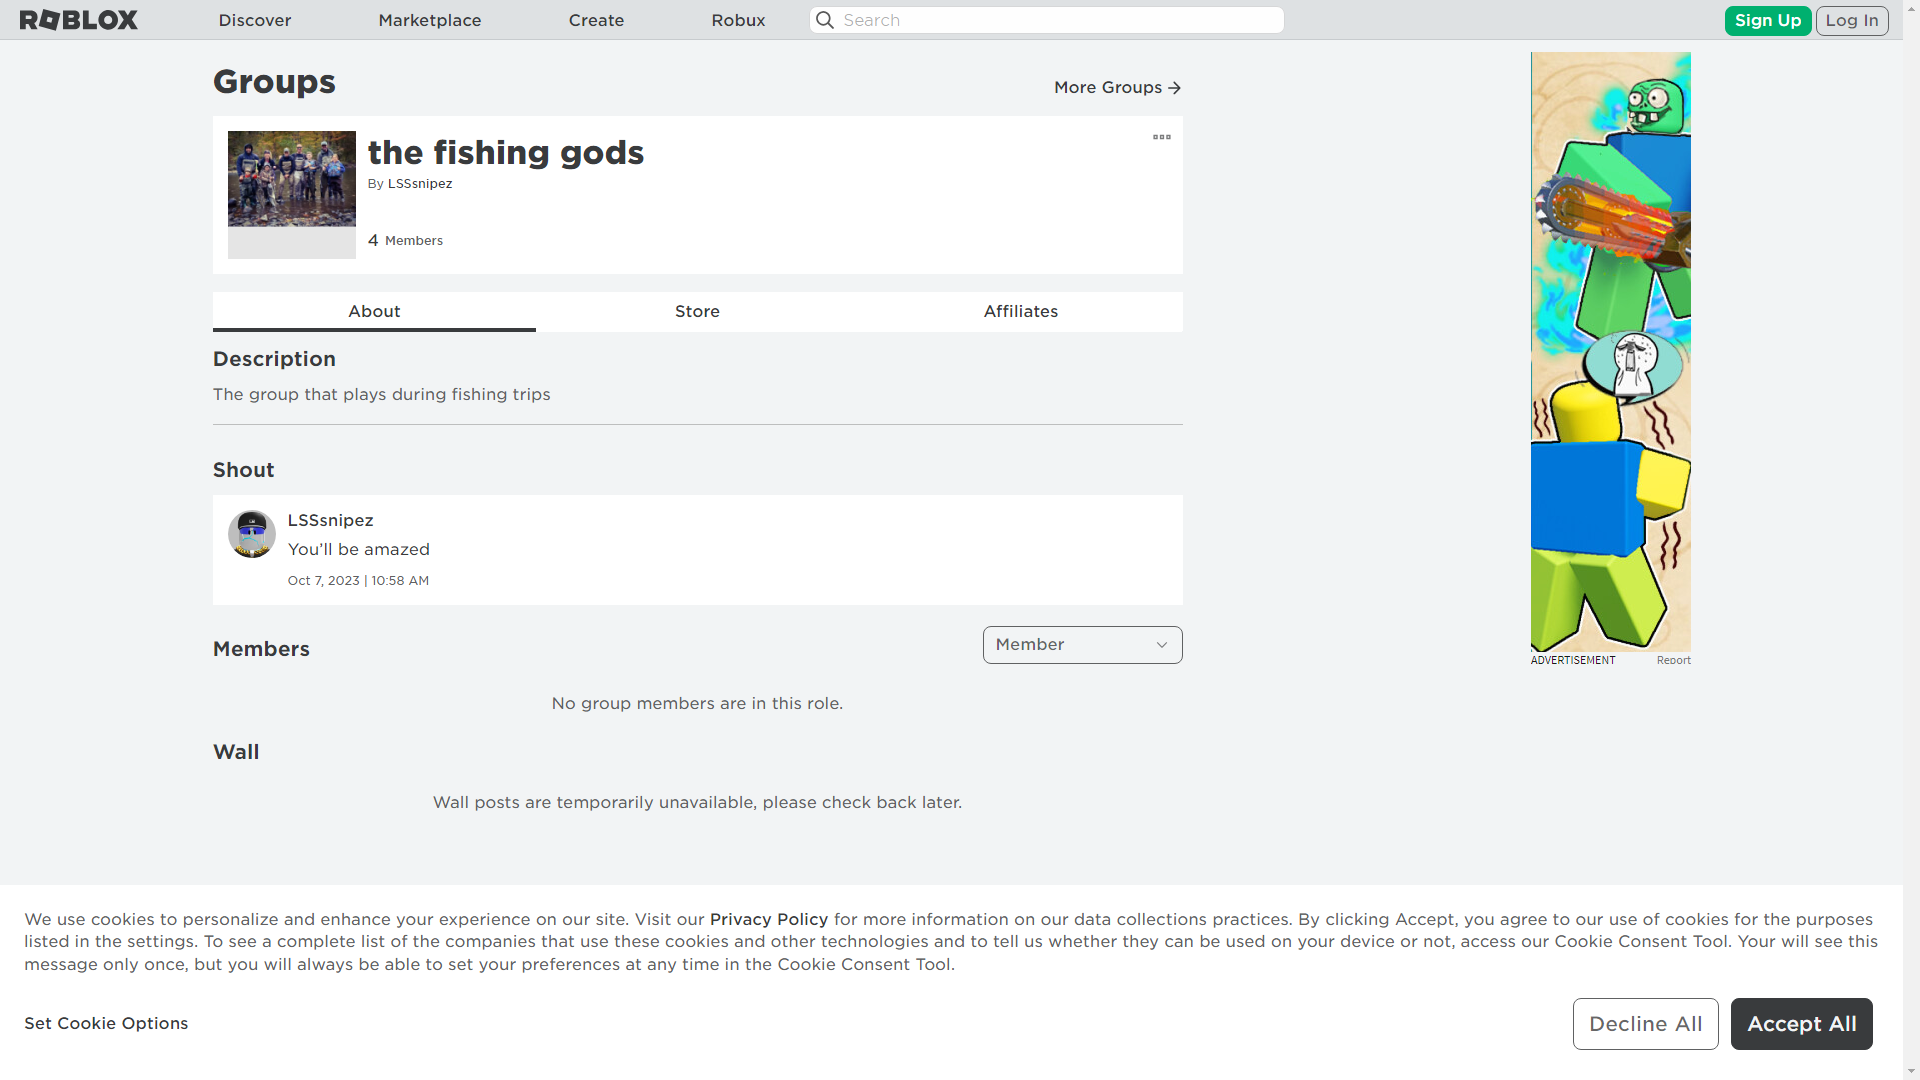 ROBLOX
Discover
Marketplace
Create
Robux
Search
Sign Up
Log In
Groups
More Groups
the fishing gods
By LSSsnipez
4 Members
About
Store
Affiliates
Description
The group that plays during fishing trips
Shout
LSSsnipez
You'll be amazed
Oct 7, 2023 | 10:58 AM
Members
Member
No group members are in this role.
Wall
Wall posts are temporarily unavailable, please check back later.
ADVERTISEMENT
Report
We use cookies to personalize and enhance your experience on our site. Visit our Privacy Policy for more information on our data collections practices. By clicking Accept, you agree to our use of cookies for the purposes
listed in the settings. To see a complete list of the companies that use these cookies and other technologies and to tell us whether they can be used on your device or not, access our Cookie Consent Tool. Your will see this
message only once, but you will always be able to set your preferences at any time in the Cookie Consent Tool.
Set Cookie Options
Decline All
Accept All